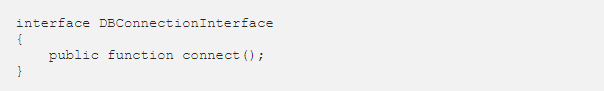 interface DBConnectionInterface
{
    public function connect();
}